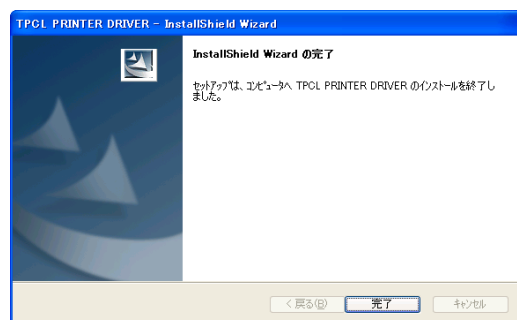 TPCL PRINTER DRIVER - InstallShield Wizard
InstallShield Wizard の完了
ｾｯﾄｱｯﾌﾟは、ｺﾝﾋﾟｭｰﾀへ TPCL PRINTER DRIVER のｲﾝｽﾄｰﾙを終了し
ました。
< 戻る(B)
完了
ｷｬﾝｾﾙ